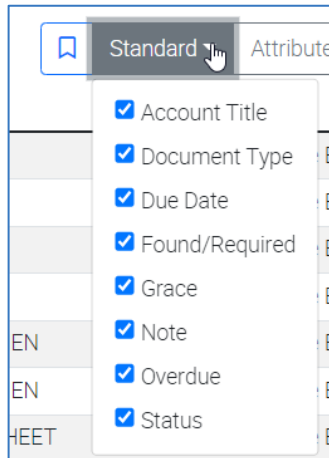 Standard
Attribute
Account Title
Document Type
Due Date
Found/Required
Grace
Note
EN
Overdue
EN
Status
HEET